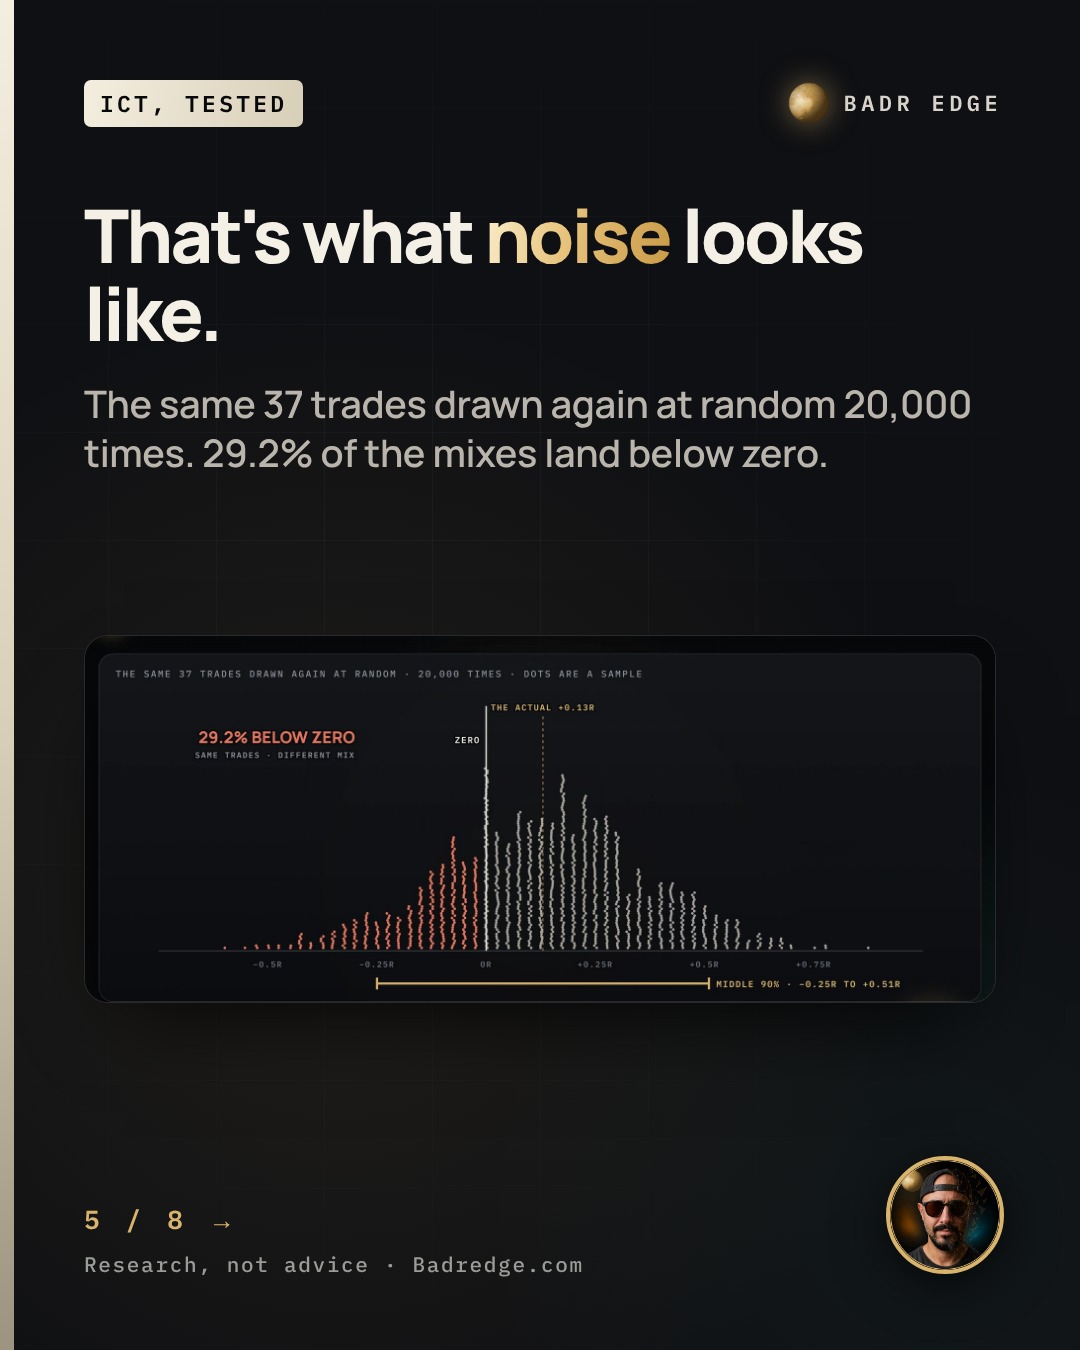 ICT, TESTED
BADR EDGE
That's what noise looks
like.
The same 37 trades drawn again at random 20,000
times. 29.2% of the mixes land below zero.
THE SAME 37 TRADES DRAWN AGAIN AT RANDOM · 20,000 TIMES · DOTS ARE A SAMPLE
THE ACTUAL +0.13R
29.2% BELOW ZERO
ZERO
SAME TRADES · DIFFERENT MIX
−0.5R −0.25R 0R +0.25R +0.5R +0.75R
MIDDLE 90% · −0.25R TO +0.51R
5 / 8 →
Research, not advice · Badredge.com